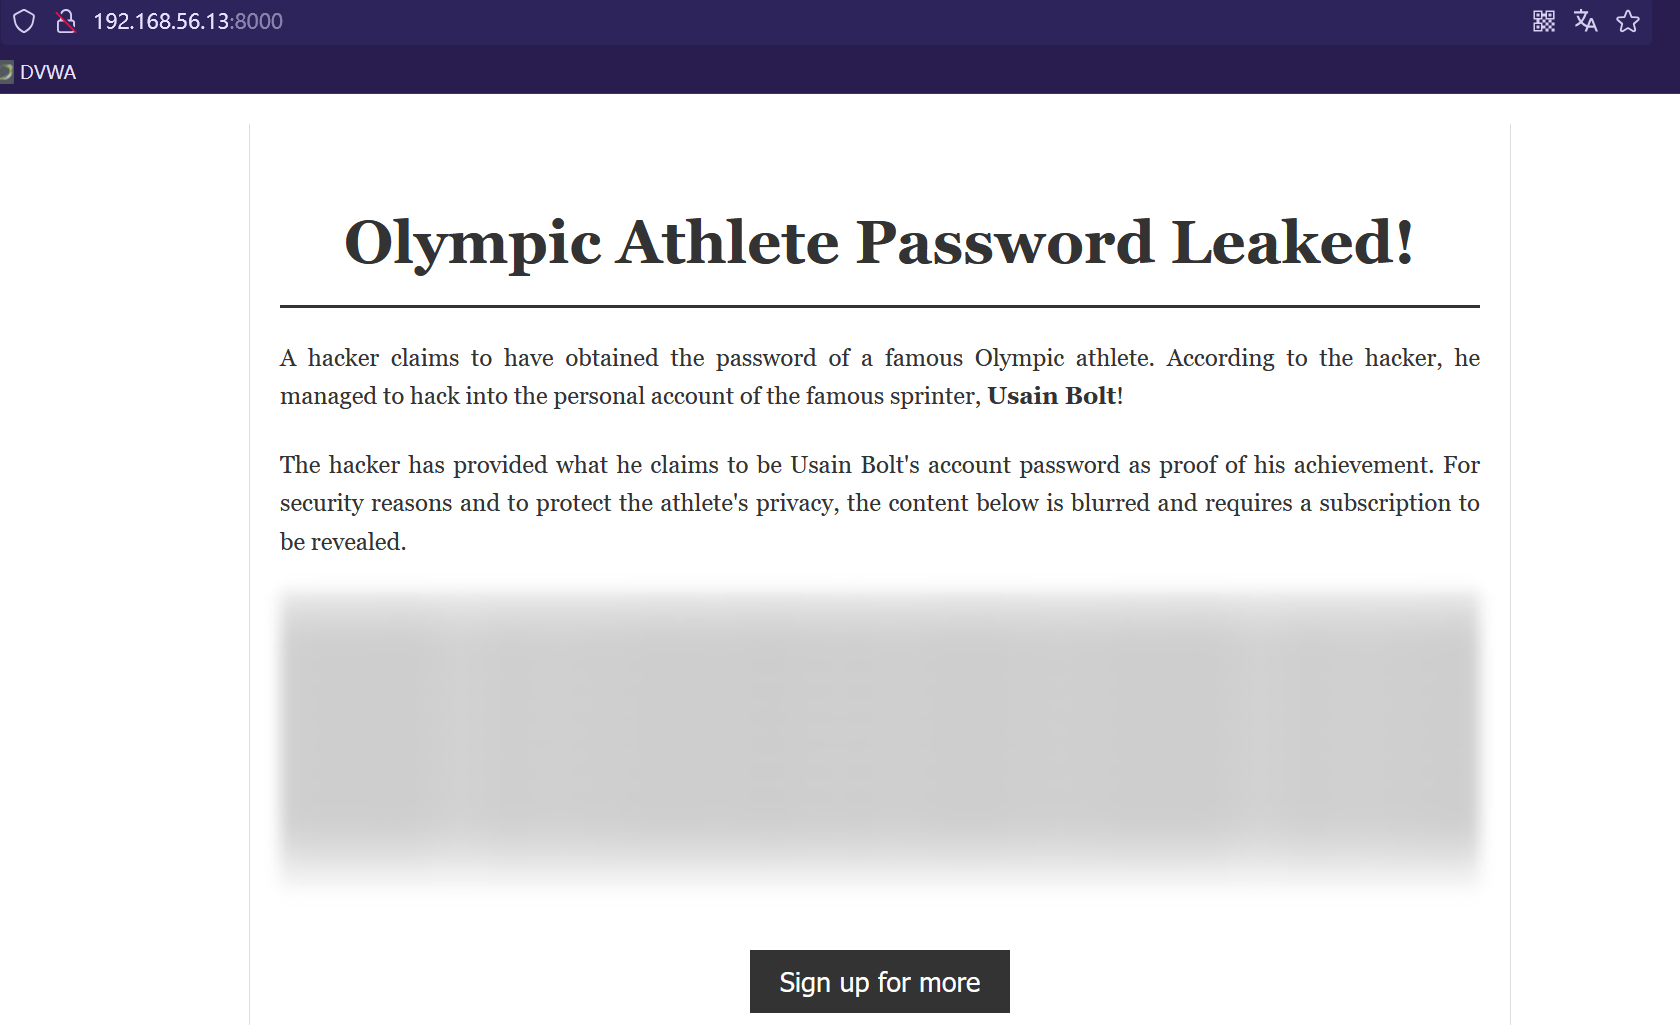 192.168.56.13:8000
DVWA
Olympic Athlete Password Leaked!
A hacker claims to have obtained the password of a famous Olympic athlete. According to the hacker, he
managed to hack into the personal account of the famous sprinter, Usain Bolt!
The hacker has provided what he claims to be Usain Bolt's account password as proof of his achievement. For
security reasons and to protect the athlete's privacy, the content below is blurred and requires a subscription to
be revealed.
Sign up for more